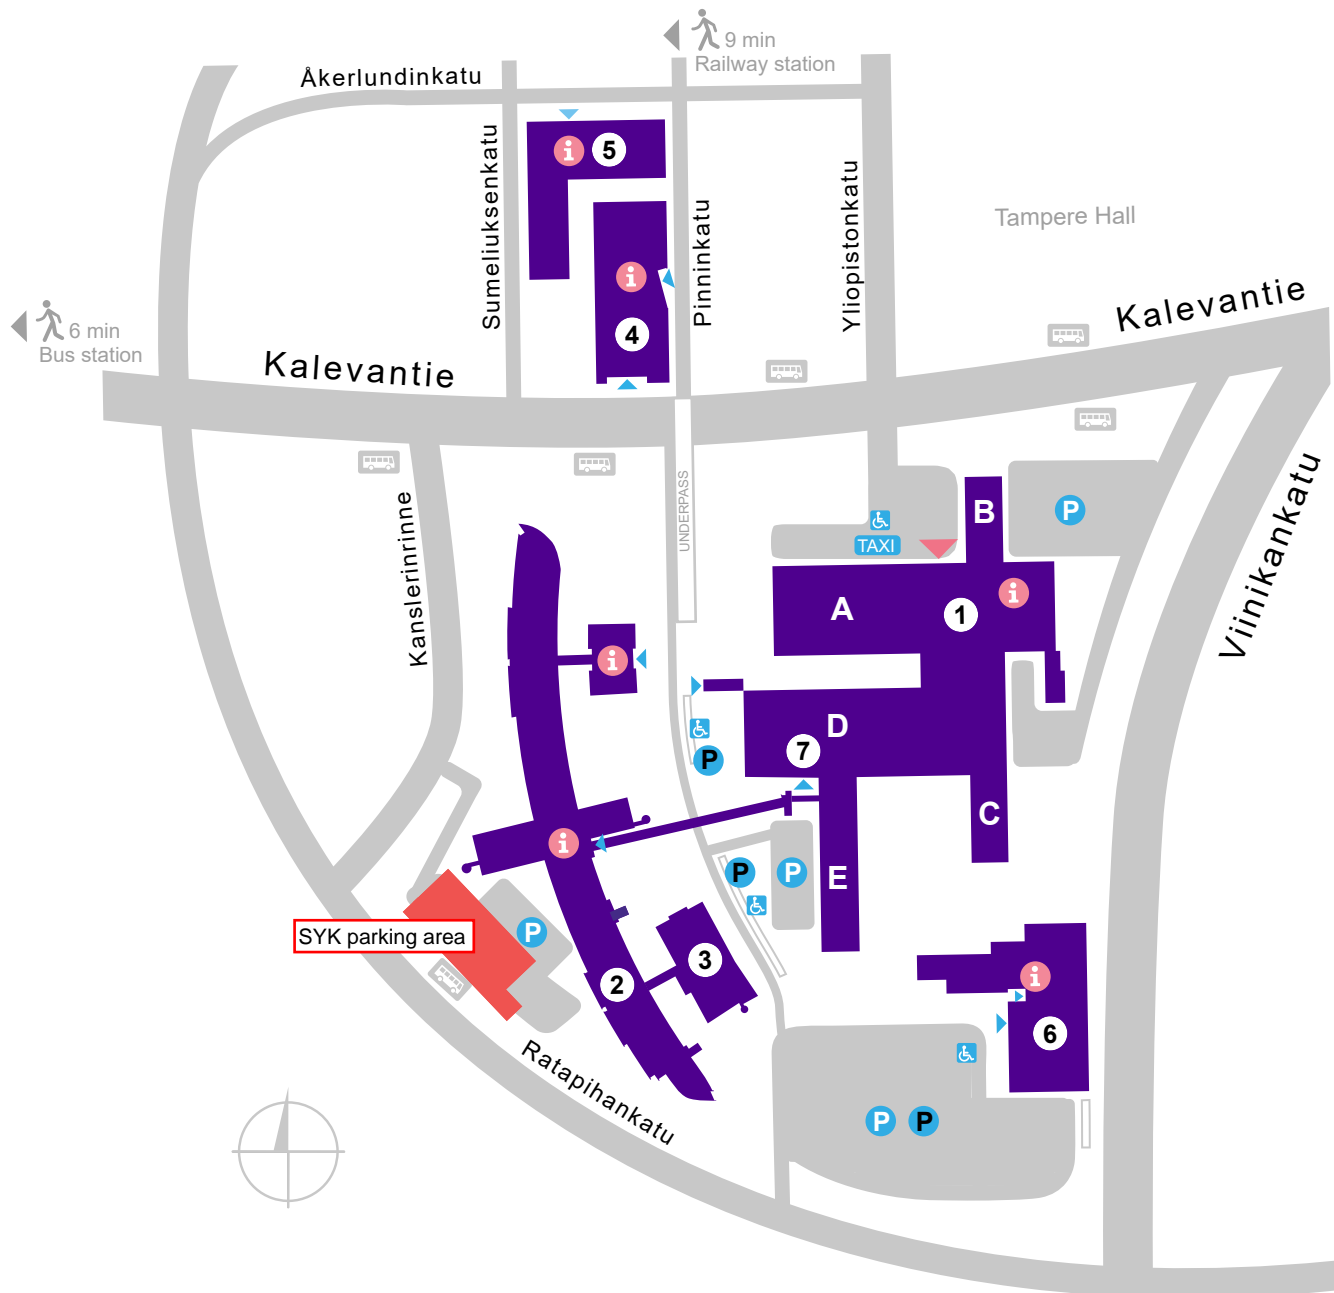 9 min
Railway station
Åkerlundinkatu
Sumeliuksenkatu
i
5
Pinninkatu
Yliopistonkatu
Tampere Hall
i
4
Kalevantie
6 min
Bus station
Kalevantie
UNDERPASS
Kanslerinrinne
TAXI
B
P
Viinikankatu
A
1
i
i
D
7
P
C
i
P
P
E
SYK parking area
P
2
3
i
6
Ratapihankatu
P
P